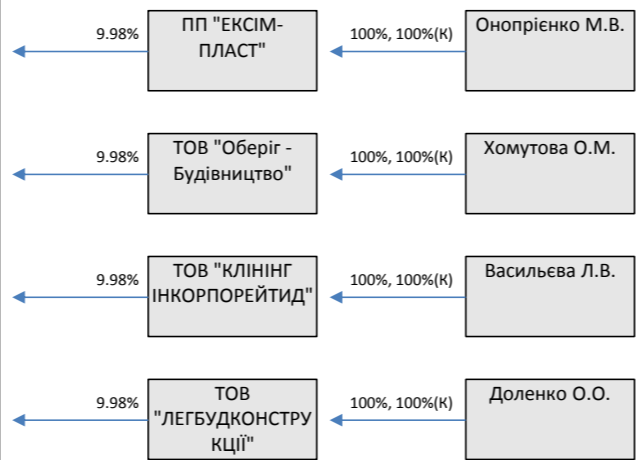 9.98%
ПП "ЕКСІМ-
ПЛАСТ"
100%, 100%(К)
Онопрієнко М.В.
9.98%
ТОВ "Оберіг -
Будівництво"
100%, 100%(К)
Хомутова О.М.
9.98%
ТОВ "КЛІНІНГ
ІНКОРПОРЕЙТИД"
100%, 100%(К)
Васильєва Л.В.
9.98%
ТОВ
"ЛЕГБУДКОНСТРУ
КЦІЇ"
100%, 100%(К)
Доленко О.О.